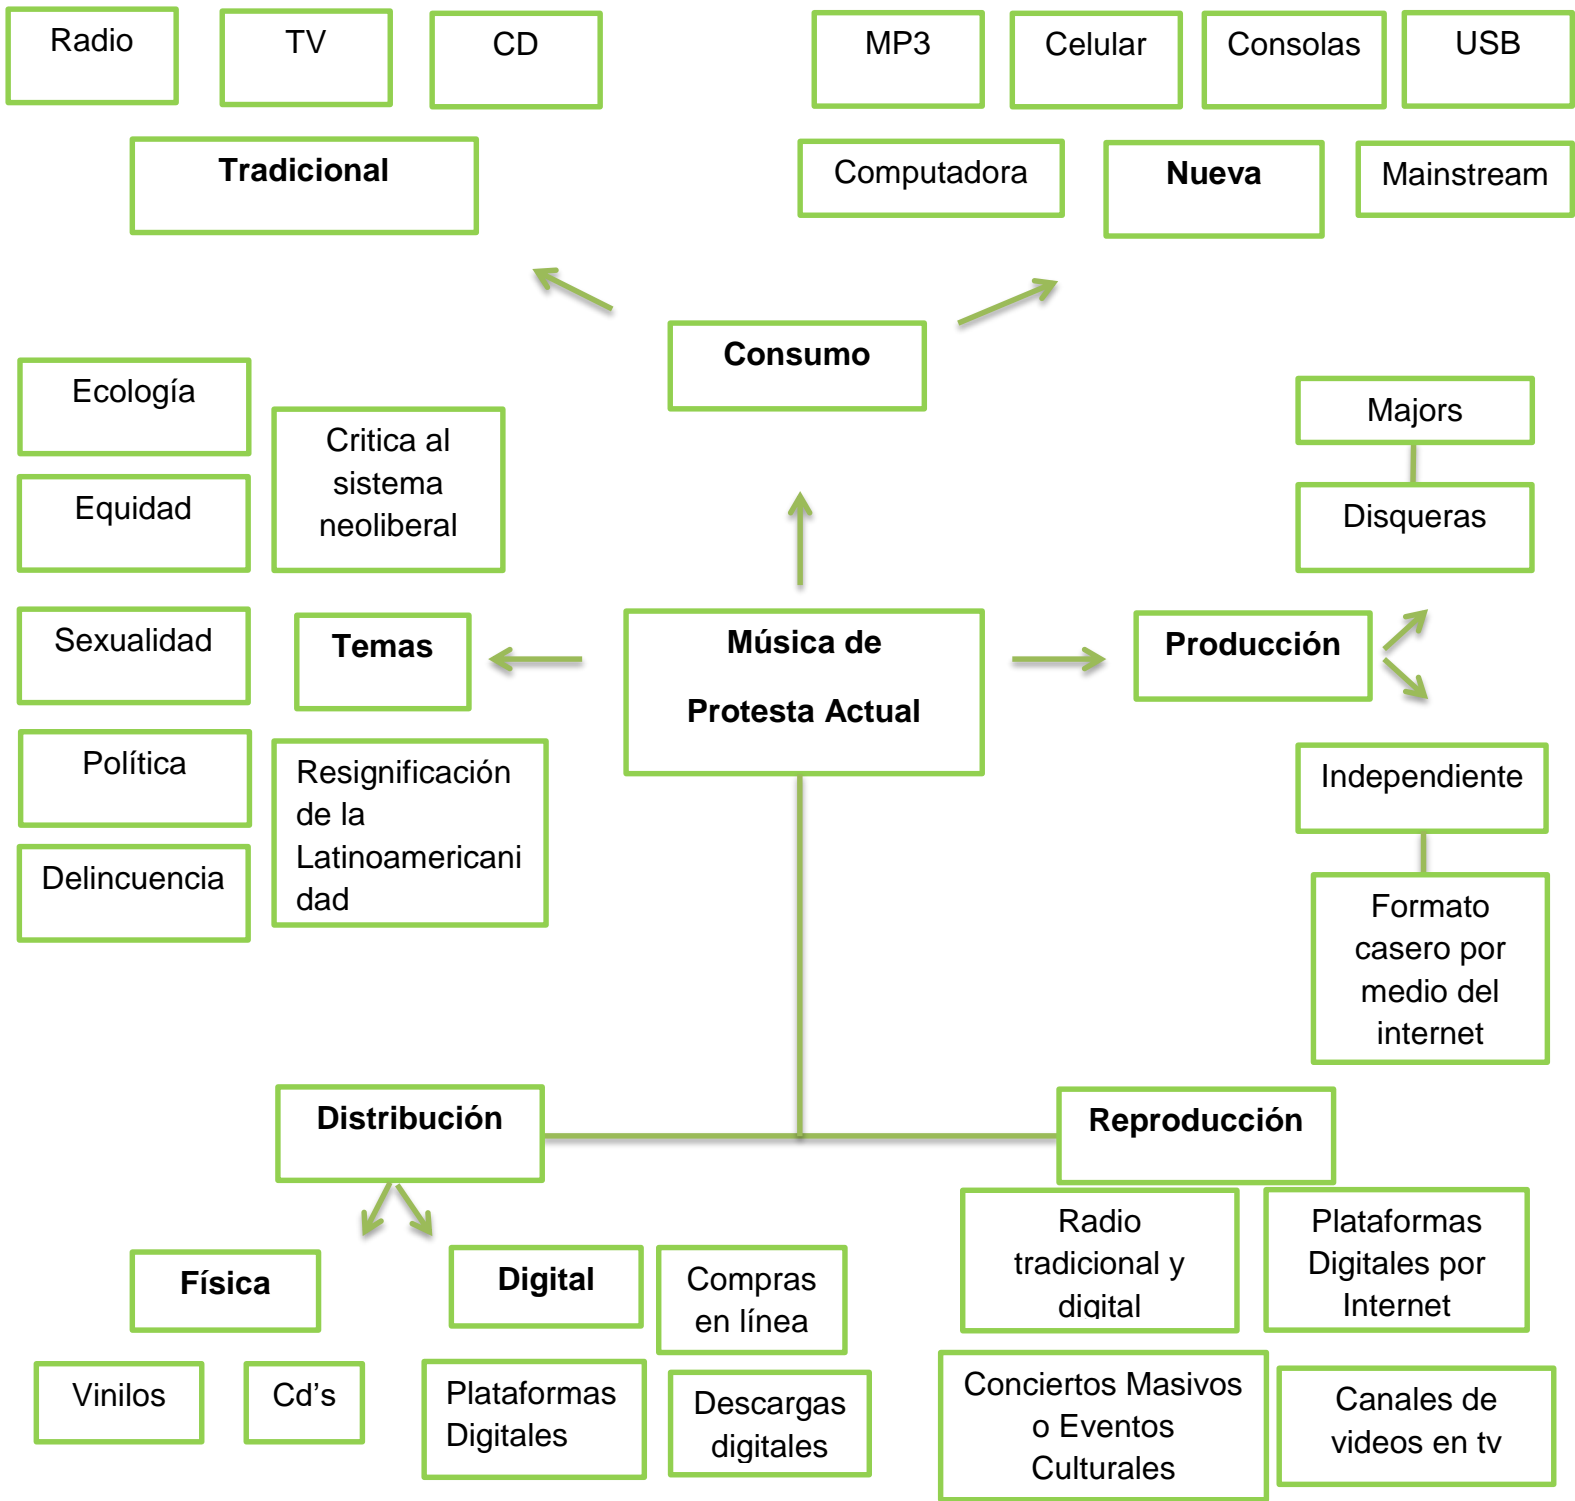 Radio
TV
CD
MP3
Celular
Consolas
USB
Tradicional
Computadora
Nueva
Mainstream
Consumo
Ecología
Equidad
Sexualidad
Política
Delincuencia
Critica al
sistema
neoliberal
Temas
Resignificación
de la
Latinoamericani
dad
Música de
Protesta Actual
Majors
Disqueras
Producción
Independiente
Formato
casero por
medio del
internet
Distribución
Física
Digital
Compras
en línea
Vinilos
Cd’s
Plataformas
Digitales
Descargas
digitales
Reproducción
Radio
tradicional y
digital
Plataformas
Digitales por
Internet
Conciertos Masivos
o Eventos
Culturales
Canales de
videos en tv